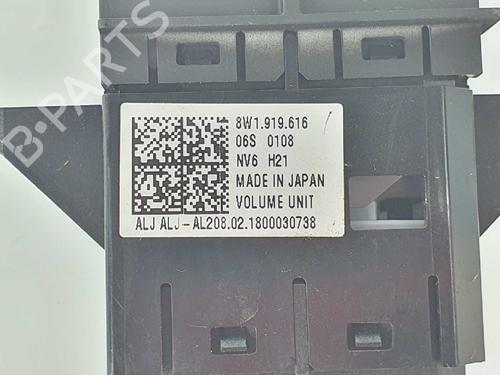 B-PARTS
8W1.919.616
06S 0108
NV6 H21
MADE IN JAPAN
VOLUME UNIT
ALJ ALJ-AL208.02.1800030738